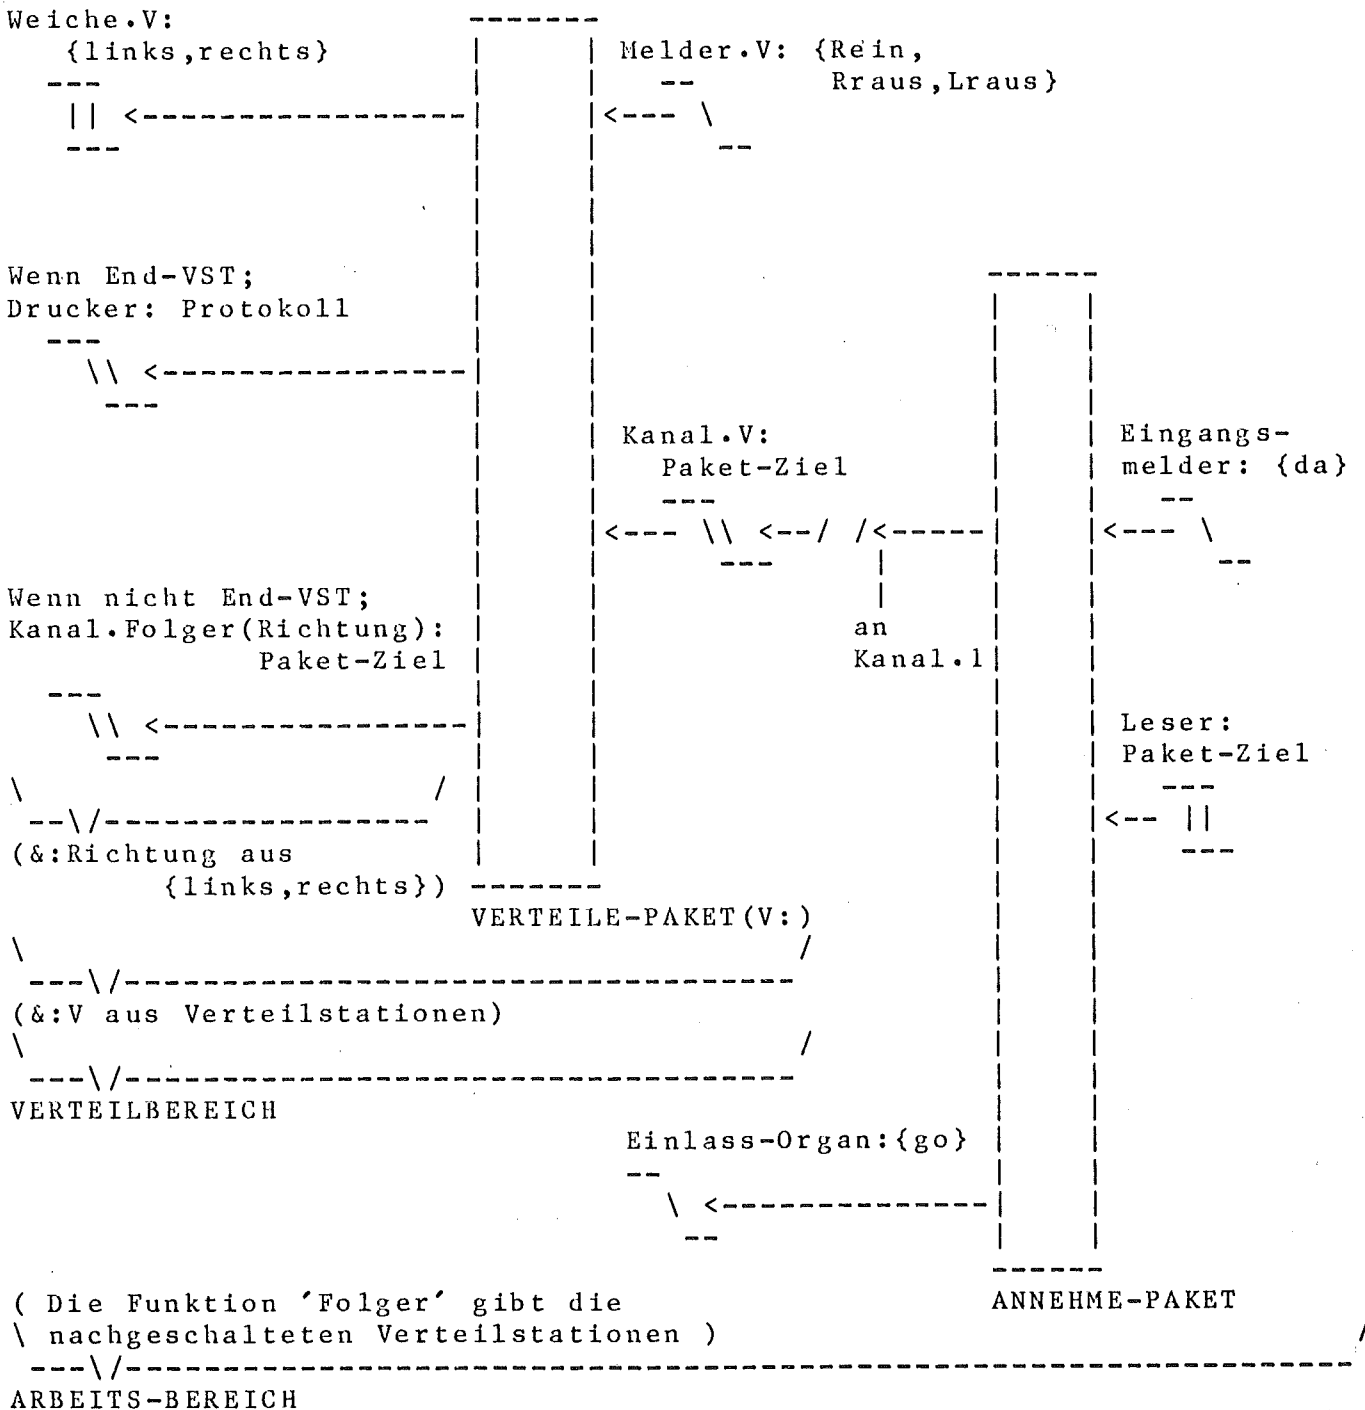 Weiche.V:
{links,rechts}
Melder.V: {Rein,
Rraus,Lraus}
Wenn End-VST;
Drucker: Protokoll
Kanal.V:
Paket-Ziel
Eingangs-
melder: {da}
Wenn nicht End-VST;
Kanal.Folger(Richtung):
Paket-Ziel
an
Kanal.1
Leser:
Paket-Ziel
(&:Richtung aus
{links,rechts})
VERTEILE-PAKET(V:)
(&:V aus Verteilstationen)
VERTEILBEREICH
Einlass-Organ:{go}
( Die Funktion 'Folger' gibt die
nachgeschalteten Verteilstationen )
ANNEHME-PAKET
ARBEITS-BEREICH